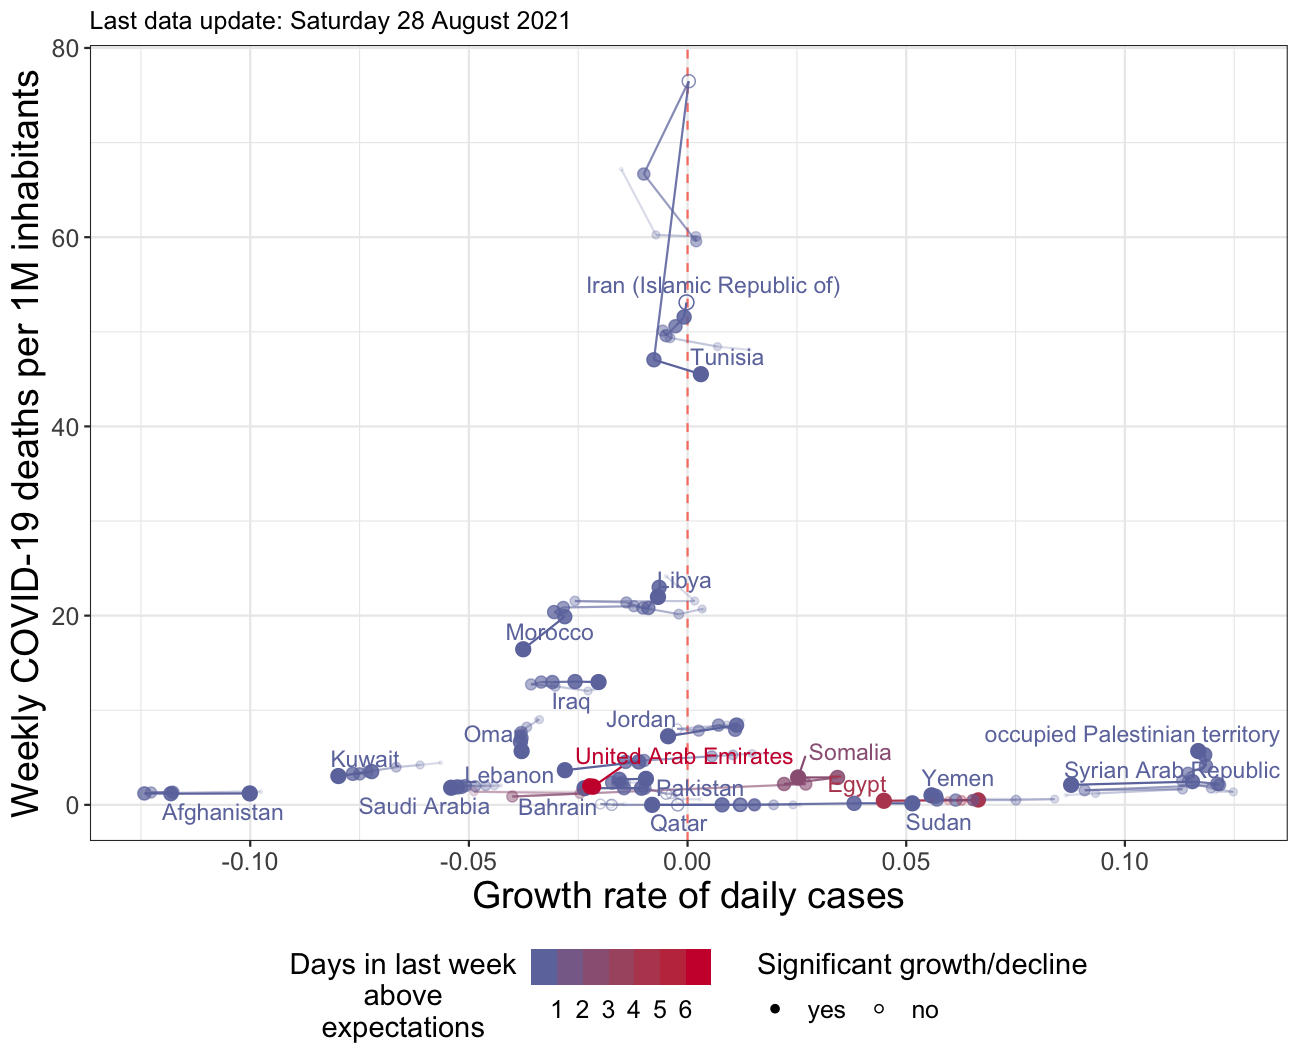 Last data update: Saturday 28 August 2021
Weekly COVID-19 deaths per 1M inhabitants
80
60
40
20
0
Iran (Islamic Republic of)
Tunisia
Libya
Morocco
Iraq
Jordan
Oman
occupied Palestinian territory
Kuwait
United Arab Emirates
Somalia
Lebanon
Syrian Arab Republic
Pakistan
Egypt
Yemen
Afghanistan
Saudi Arabia
Bahrain
Qatar
Sudan
-0.10
-0.05
0.00
0.05
0.10
Growth rate of daily cases
Days in last week
above
expectations
1 2 3 4 5 6
Significant growth/decline
yes
no